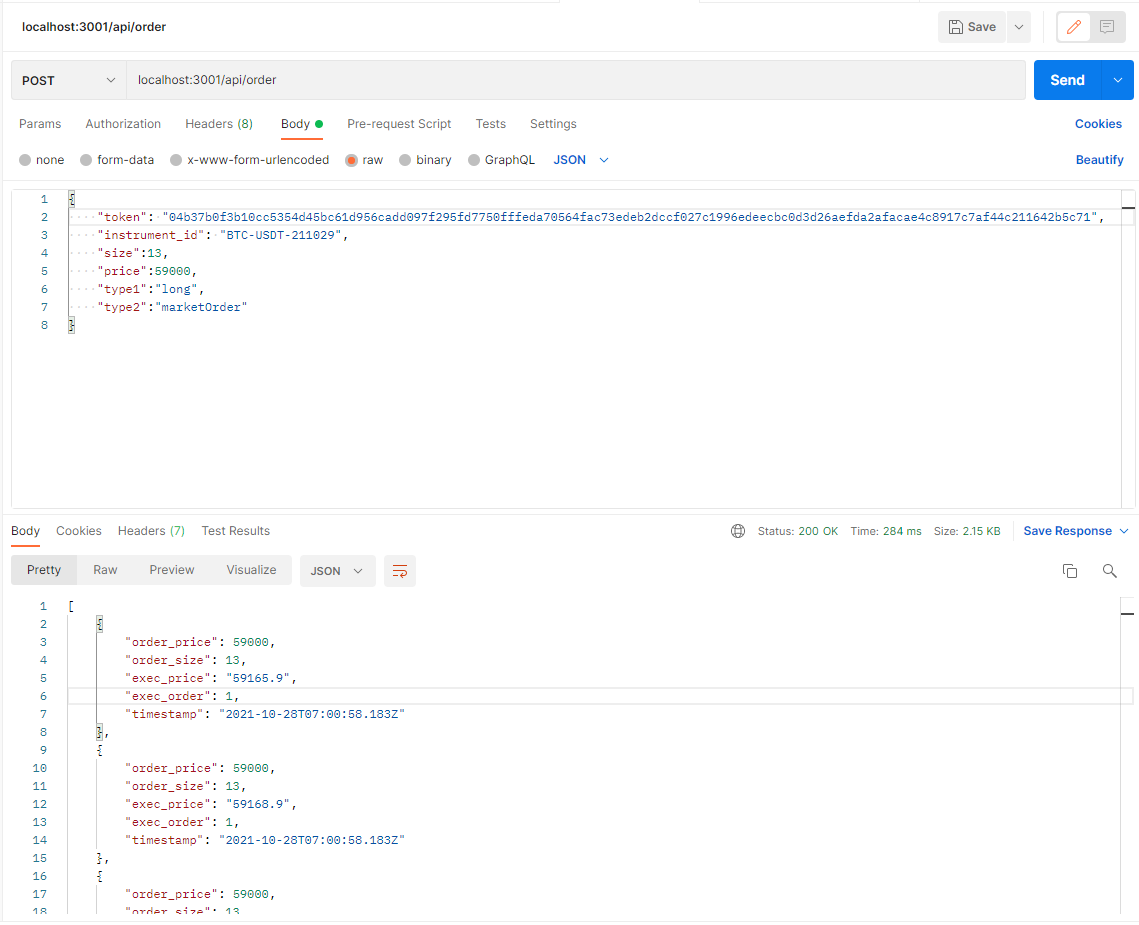 localhost:3001/api/order
Save
POST
localhost:3001/api/order
Send
Params Authorization Headers (8) Body Pre-request Script Tests Settings Cookies
none form-data x-www-form-urlencoded raw binary GraphQL JSON Beautify
1 {
2 "token": "04b37b0f3b10cc5354d45bc61d956cadd097f295fd7750fffeda70564fac73edeb2dccf027c1996edeecbc0d3d26aefda2afacae4c8917c7af44c211642b5c71",
3 "instrument_id": "BTC-USDT-211029",
4 "size":13,
5 "price":59000,
6 "type1":"long",
7 "type2":"marketOrder"
8 }
Body Cookies Headers (7) Test Results Status: 200 OK Time: 284 ms Size: 2.15 KB Save Response
Pretty Raw Preview Visualize JSON
1 [
2 {
3 "order_price": 59000,
4 "order_size": 13,
5 "exec_price": "59165.9",
6 "exec_order": 1,
7 "timestamp": "2021-10-28T07:00:58.183Z"
8 },
9 {
10 "order_price": 59000,
11 "order_size": 13,
12 "exec_price": "59168.9",
13 "exec_order": 1,
14 "timestamp": "2021-10-28T07:00:58.183Z"
15 },
16 {
17 "order_price": 59000,
18 "order_size": 13